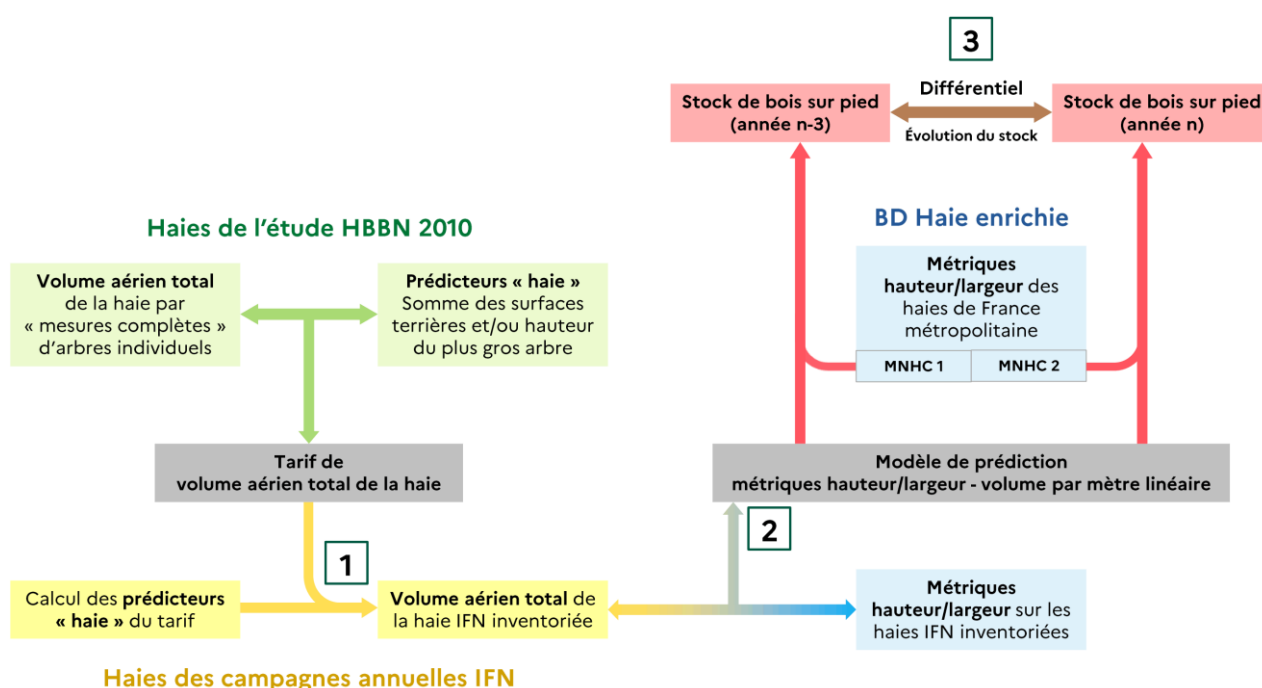 3
Stock de bois sur pied
(année n-3)
Différentiel
Évolution du stock
Stock de bois sur pied
(année n)
Haies de l'étude HBBN 2010
BD Haie enrichie
Volume aérien total
de la haie par
« mesures complètes »
d'arbres individuels
Prédicteurs « haie »
Somme des surfaces
terrières et/ou hauteur
du plus gros arbre
Métriques
hauteur/largeur des
haies de France
métropolitaine
MNHC 1
MNHC 2
Tarif de
volume aérien total de la haie
Modèle de prédiction
métriques hauteur/largeur - volume par mètre linéaire
1
2
Calcul des prédicteurs
« haie » du tarif
Volume aérien total de
la haie IFN inventoriée
Métriques
hauteur/largeur sur les
haies IFN inventoriées
Haies des campagnes annuelles IFN